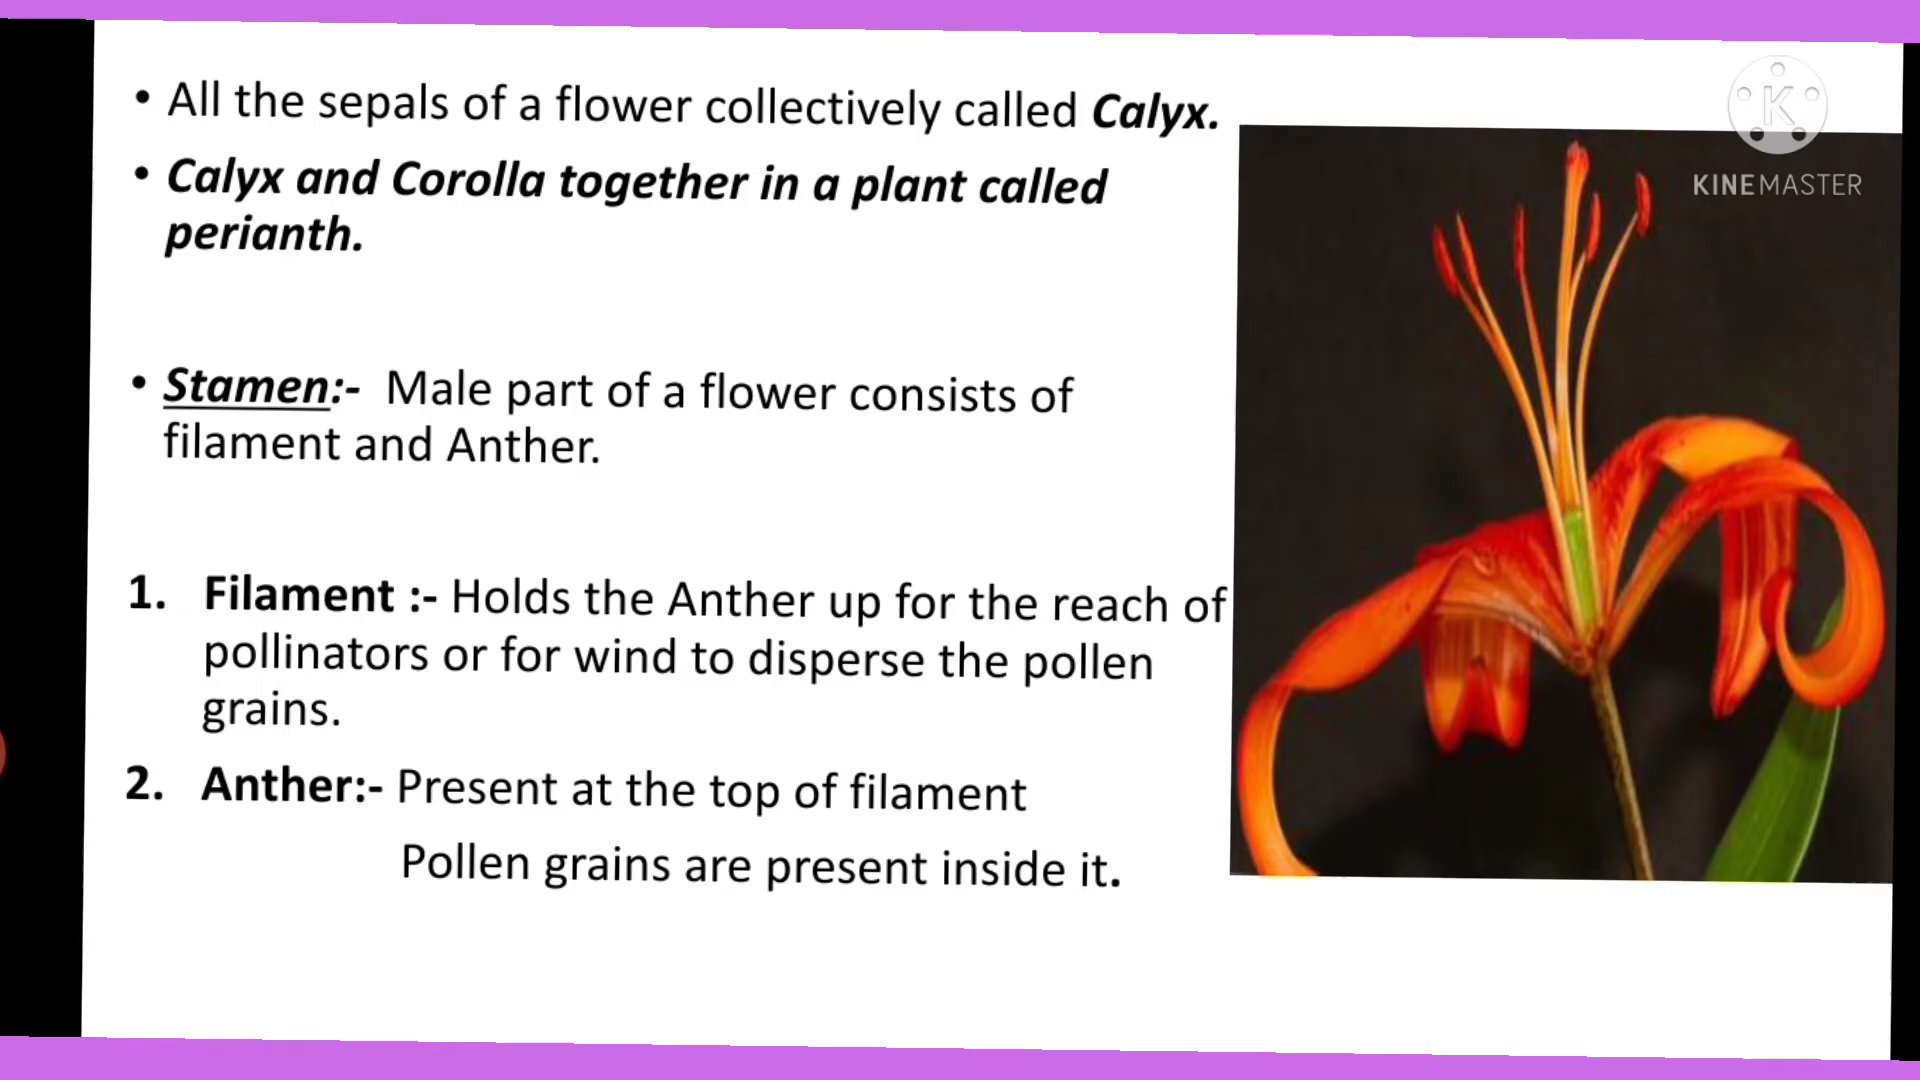 • All the sepals of a flower collectively called Calyx.
• Calyx and Corolla together in a plant called
perianth.
• Stamen:- Male part of a flower consists of
filament and Anther.
1. Filament :- Holds the Anther up for the reach of
pollinators or for wind to disperse the pollen
grains.
2. Anther:- Present at the top of filament
Pollen grains are present inside it.
K
KINEMASTER